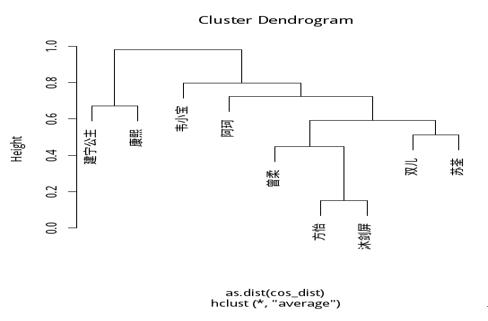 Cluster Dendrogram
Height
1.0
0.8
0.6
0.4
0.2
0.0
建宁公主
康熙
韦小宝
阿珂
曾柔
方怡
沐剑屏
双儿
苏荃
as.dist(cos_dist)
hclust (*, "average")